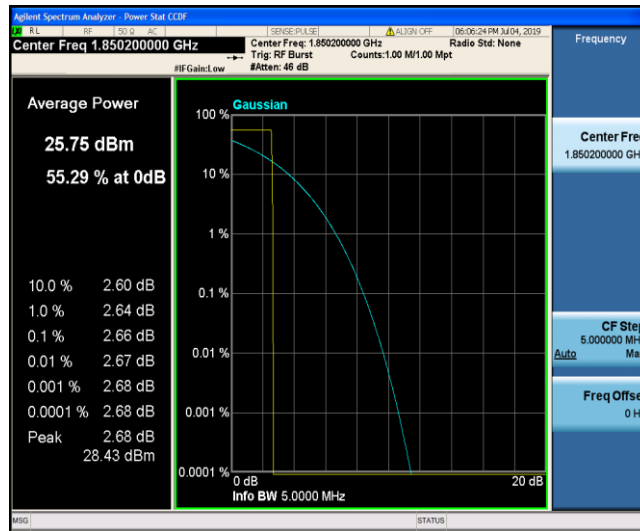 Agilent Spectrum Analyzer - Power Stat CCDF
RL RF 50 Ω AC SENSE:PULSE ALIGN OFF 06:06:24 PM Jul 04, 2019
Center Freq 1.850200000 GHz
Center Freq: 1.850200000 GHz Radio Std: None
Trig: RF Burst Counts:1.00 M/1.00 Mpt
#IFGain:Low #Atten: 46 dB
Frequency
Average Power
25.75 dBm
55.29 % at 0dB
10.0 % 2.60 dB
1.0 % 2.64 dB
0.1 % 2.66 dB
0.01 % 2.67 dB
0.001 % 2.68 dB
0.0001 % 2.68 dB
Peak 2.68 dB
28.43 dBm
Gaussian
100 %
10 %
1 %
0.1 %
0.01 %
0.001 %
0.0001 %
0 dB 20 dB
Info BW 5.0000 MHz
Center Fre
1.850200000 GH
CF Step
5.000000 MH
Auto Ma
Freq Offse
0 H
MSG STATUS